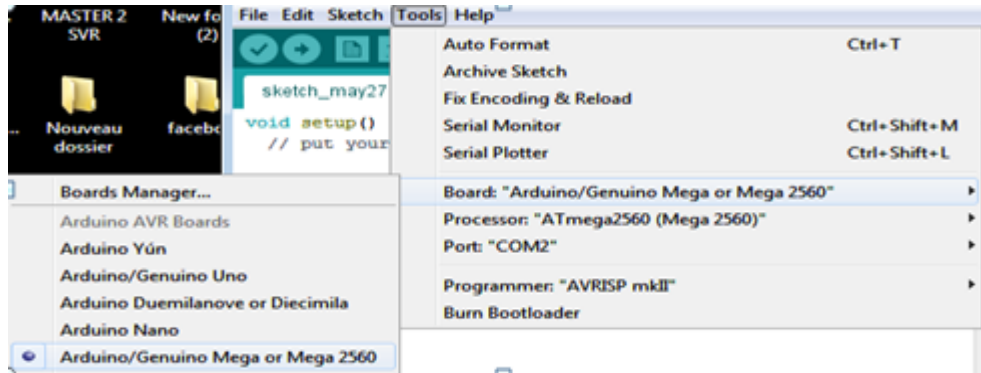 MASTER 2
SVR
New fo
(2)
Nouveau
dossier
facebo
File Edit Sketch Tools Help
sketch_may27
void setup()
// put your
Auto Format Ctrl+T
Archive Sketch
Fix Encoding & Reload
Serial Monitor Ctrl+Shift+M
Serial Plotter Ctrl+Shift+L
Board: "Arduino/Genuino Mega or Mega 2560"
Processor: "ATmega2560 (Mega 2560)"
Port: "COM2"
Programmer: "AVRISP mkII"
Burn Bootloader
Boards Manager...
Arduino AVR Boards
Arduino Yún
Arduino/Genuino Uno
Arduino Duemilanove or Diecimila
Arduino Nano
Arduino/Genuino Mega or Mega 2560